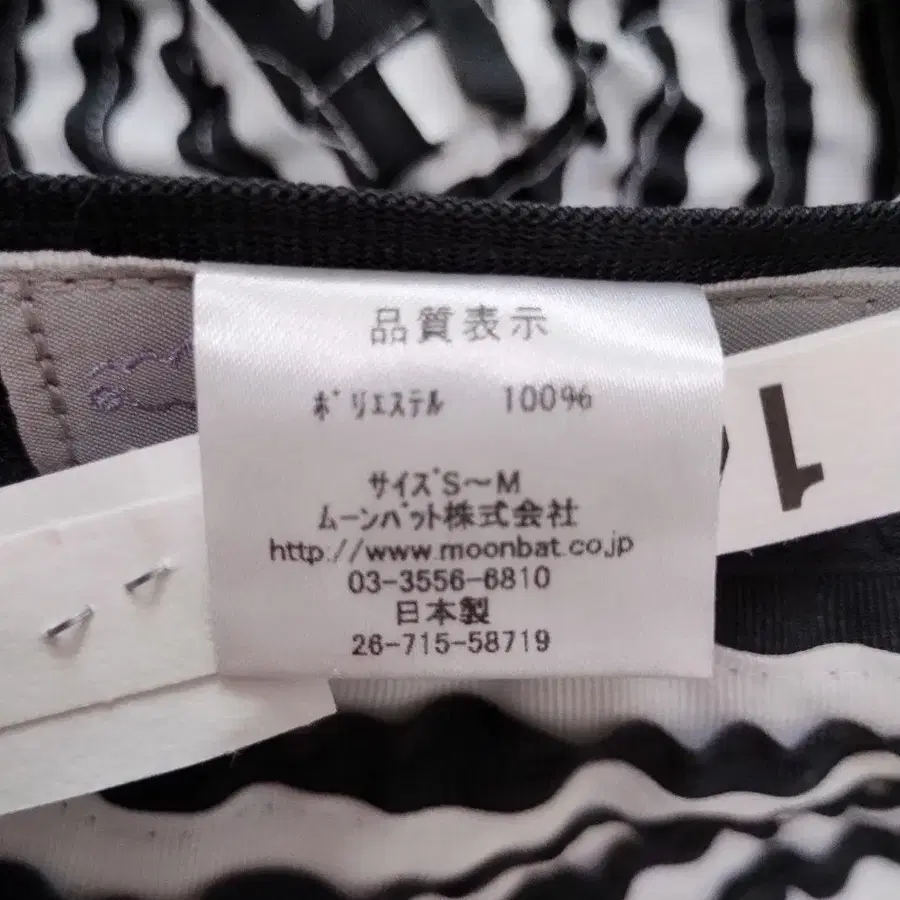 品質表示
ポリエステル 100%
サイズS～M
ムーンバット株式会社
http://www.moonbat.co.jp
03-3556-6810
日本製
26-715-58719
1